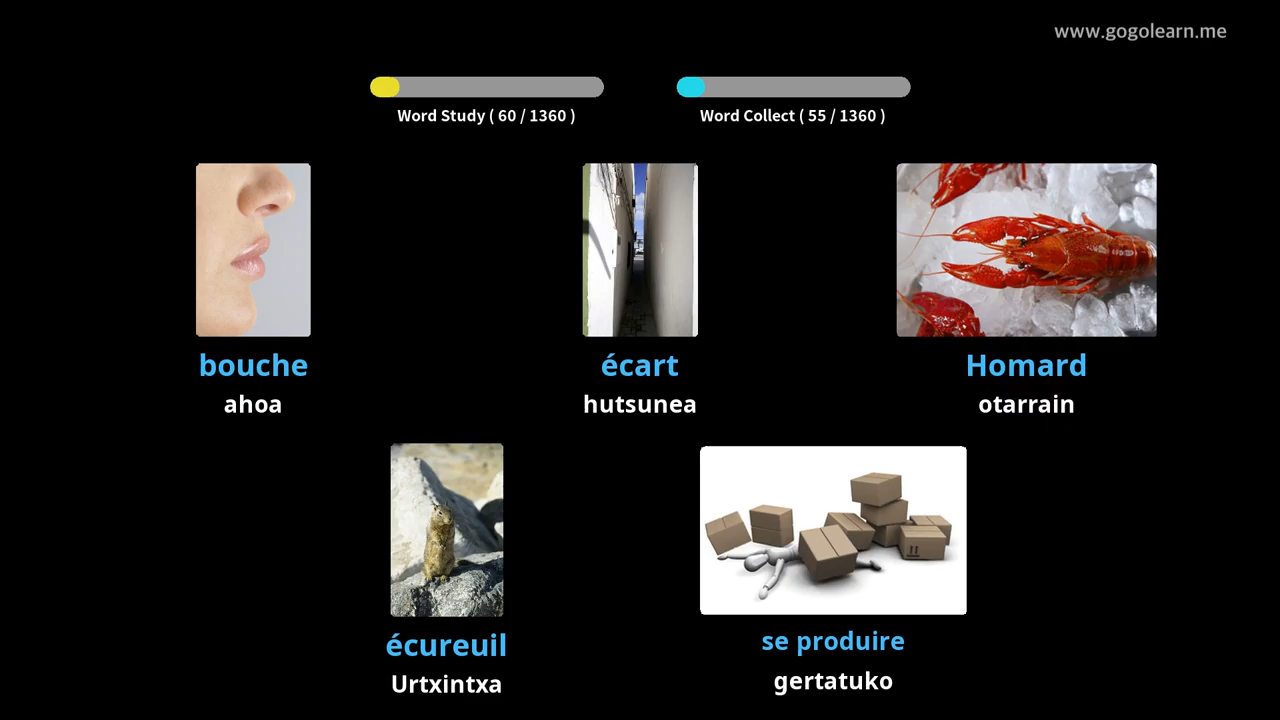 www.gogolearn.me
Word Study ( 60 / 1360 )
Word Collect ( 55 / 1360 )
bouche
ahoa
écart
hutsunea
Homard
otarrain
écureuil
Urtxintxa
se produire
gertatuko